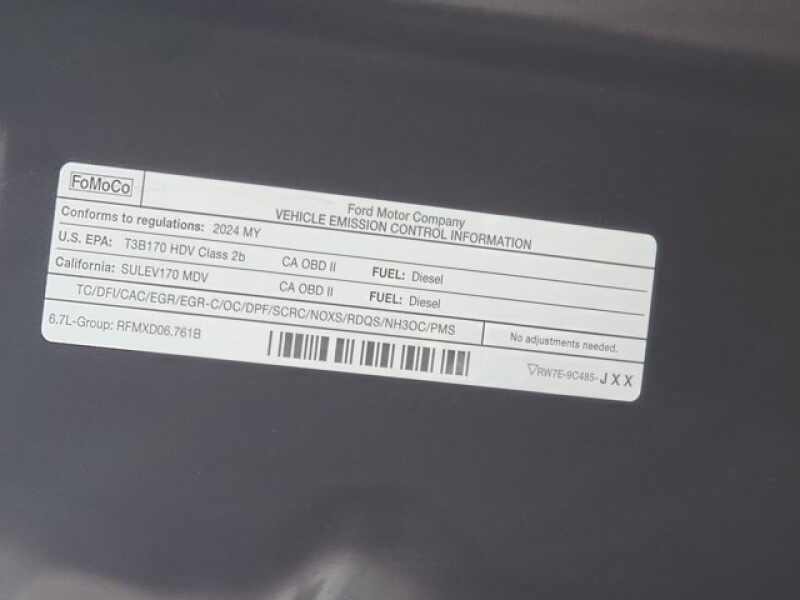 FoMoCo
Ford Motor Company
VEHICLE EMISSION CONTROL INFORMATION
Conforms to regulations: 2024 MY
U.S. EPA: T3B170 HDV Class 2b CA OBD II FUEL: Diesel
California: SULEV170 MDV CA OBD II FUEL: Diesel
TC/DFI/CAC/EGR/EGR-C/OC/DPF/SCRC/NOXS/RDQS/NH3OC/PMS
No adjustments needed.
6.7L-Group: RFMXD06.761B
RW7E-9C485-JXX